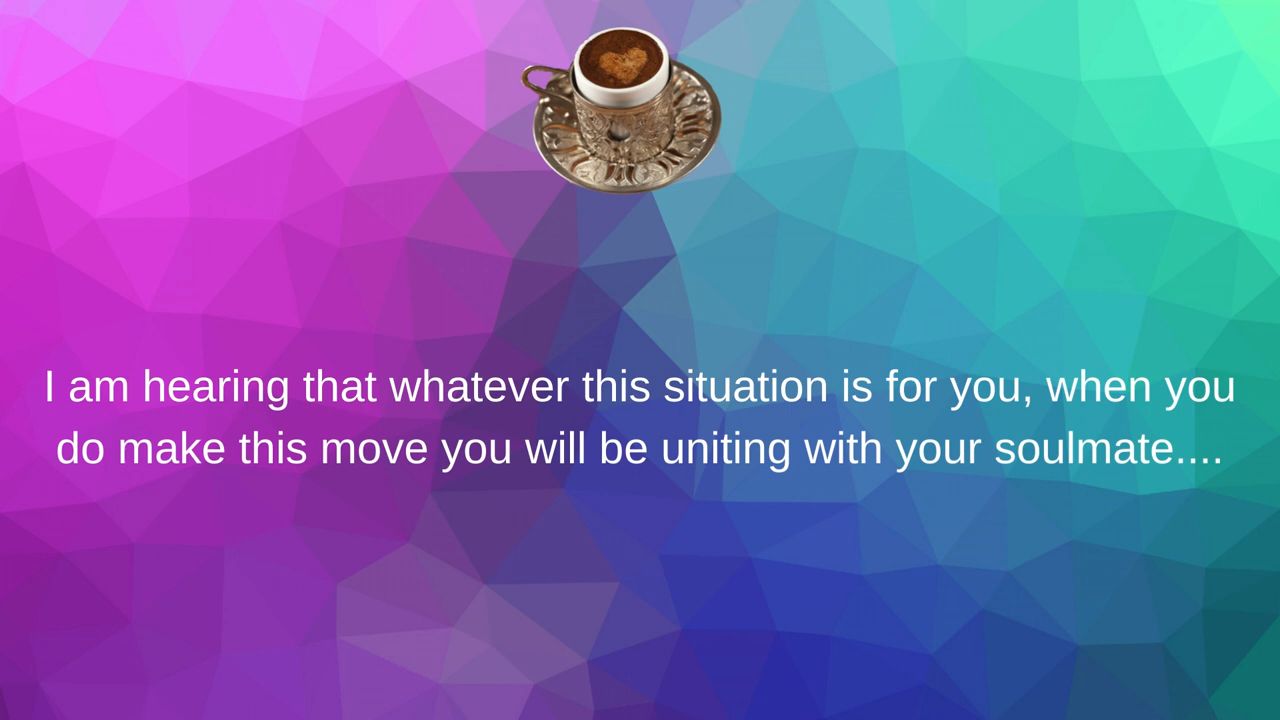 I am hearing that whatever this situation is for you, when you
do make this move you will be uniting with your soulmate....